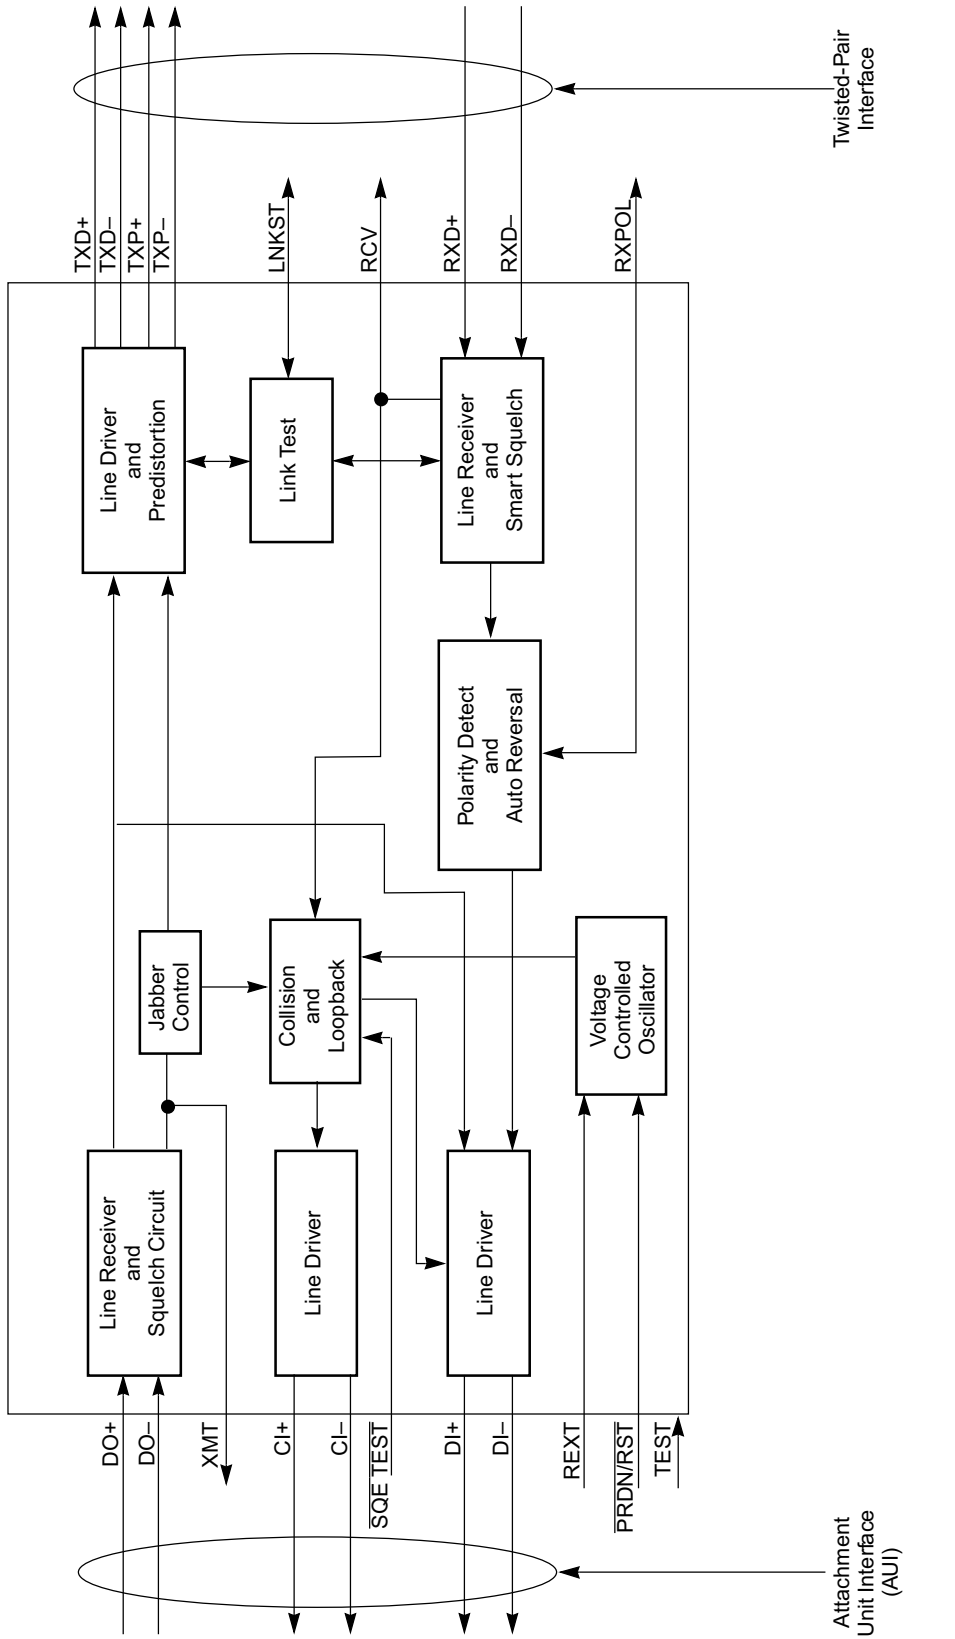 DO+
DO–
XMT
CI+
CI–
SQE TEST
DI+
DI–
REXT
PRDN/RST
TEST
Attachment
Unit Interface
(AUI)
Line Receiver
and
Squelch Circuit
Line Driver
Line Driver
Jabber
Control
Collision
and
Loopback
Voltage
Controlled
Oscillator
Polarity Detect
and
Auto Reversal
Line Driver
and
Predistortion
Link Test
Line Receiver
and
Smart Squelch
TXD+
TXD–
TXP+
TXP–
LNKST
RCV
RXD+
RXD–
RXPOL
Twisted-Pair
Interface